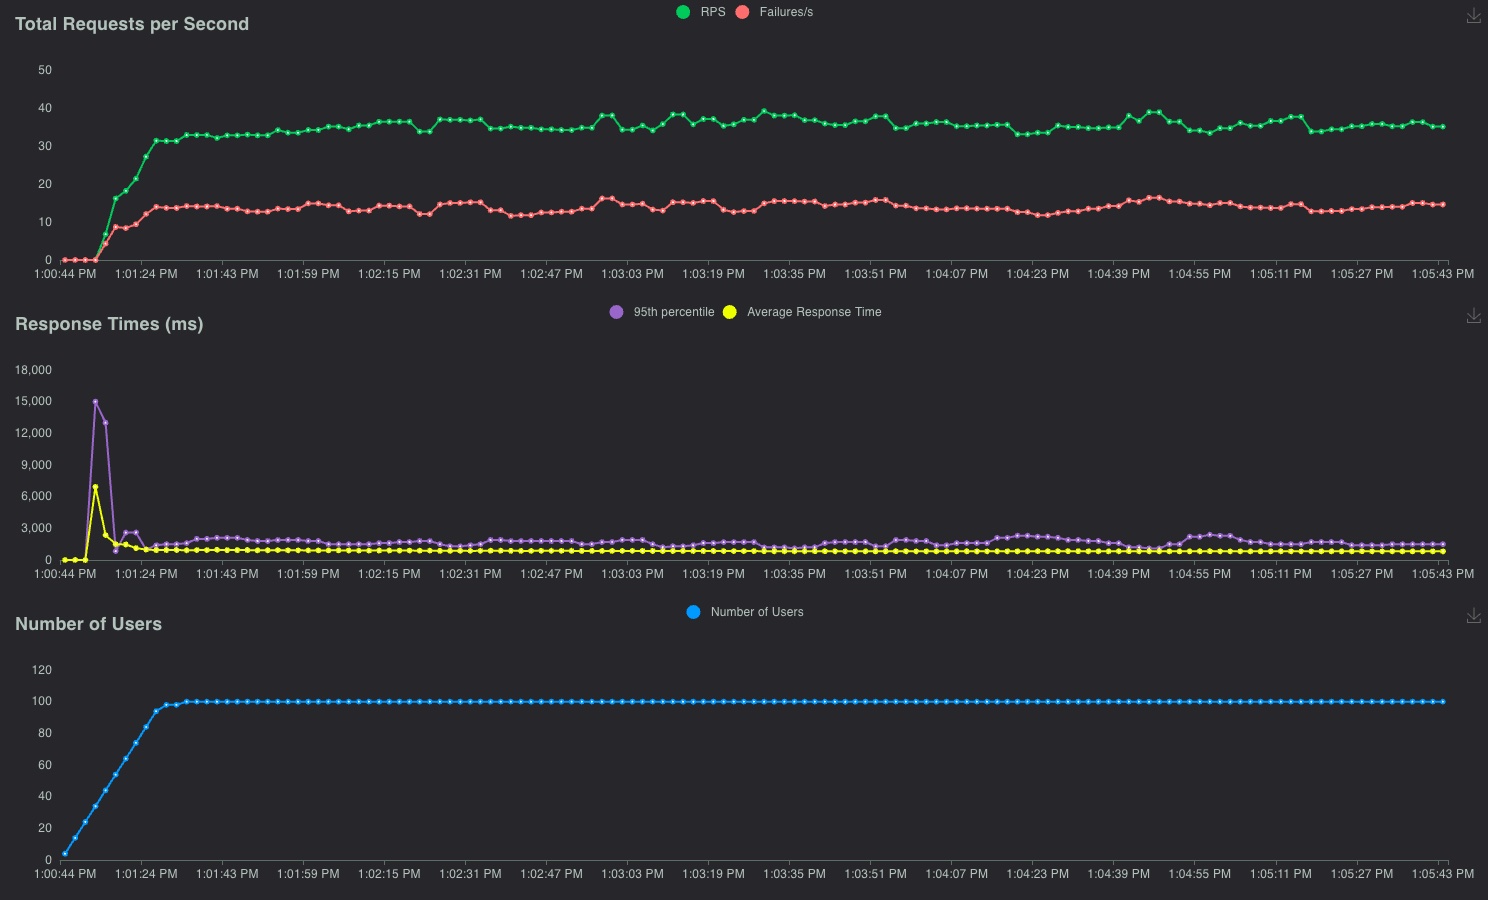 Total Requests per Second
RPS Failures/s
50
40
30
20
10
0
1:00:44 PM 1:01:24 PM 1:01:43 PM 1:01:59 PM 1:02:15 PM 1:02:31 PM 1:02:47 PM 1:03:03 PM 1:03:19 PM 1:03:35 PM 1:03:51 PM 1:04:07 PM 1:04:23 PM 1:04:39 PM 1:04:55 PM 1:05:11 PM 1:05:27 PM 1:05:43 PM
Response Times (ms)
95th percentile Average Response Time
18,000
15,000
12,000
9,000
6,000
3,000
0
1:00:44 PM 1:01:24 PM 1:01:43 PM 1:01:59 PM 1:02:15 PM 1:02:31 PM 1:02:47 PM 1:03:03 PM 1:03:19 PM 1:03:35 PM 1:03:51 PM 1:04:07 PM 1:04:23 PM 1:04:39 PM 1:04:55 PM 1:05:11 PM 1:05:27 PM 1:05:43 PM
Number of Users
Number of Users
120
100
80
60
40
20
0
1:00:44 PM 1:01:24 PM 1:01:43 PM 1:01:59 PM 1:02:15 PM 1:02:31 PM 1:02:47 PM 1:03:03 PM 1:03:19 PM 1:03:35 PM 1:03:51 PM 1:04:07 PM 1:04:23 PM 1:04:39 PM 1:04:55 PM 1:05:11 PM 1:05:27 PM 1:05:43 PM